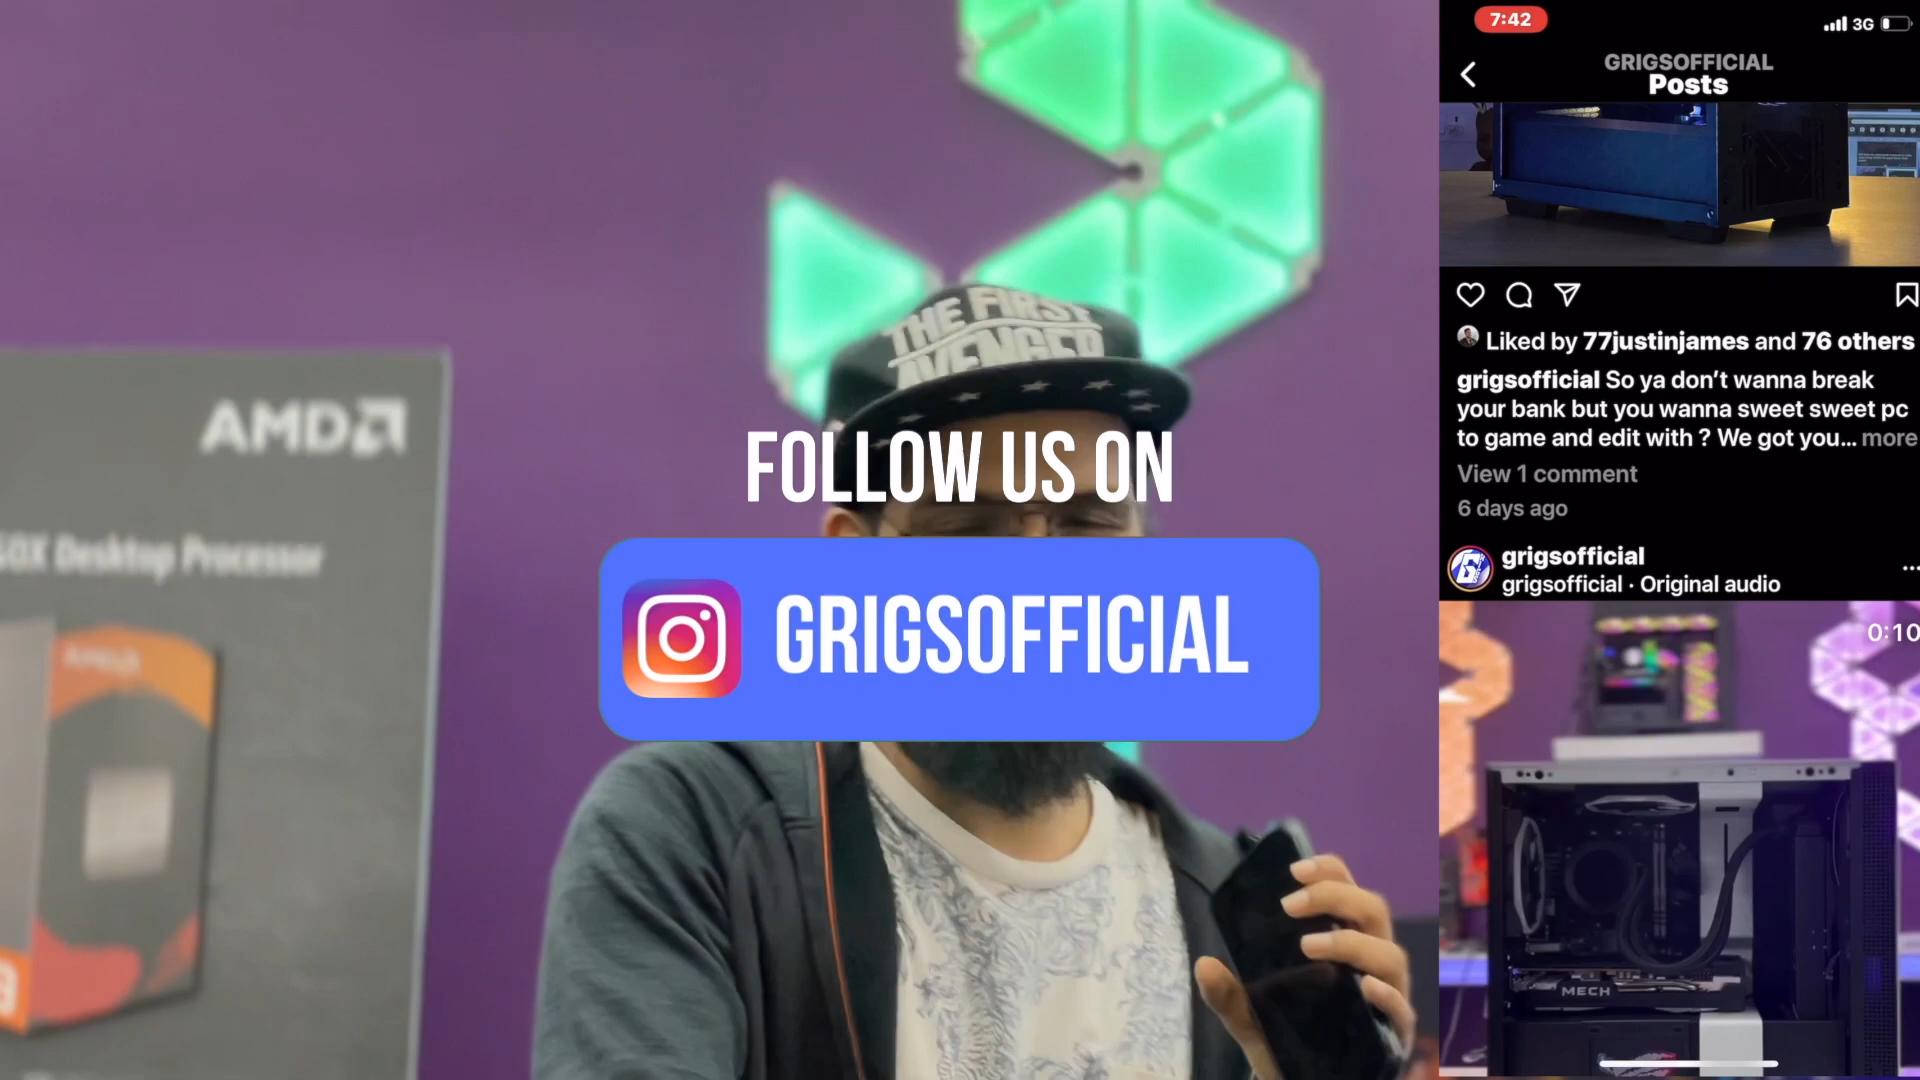 THE FIRST
AVENGER
AMD
Desktop Processor
AMD
FOLLOW US ON
GRIGSOFFICIAL
7:42
3G
GRIGSOFFICIAL
Posts
Liked by 77justinjames and 76 others
grigsofficial So ya don’t wanna break
your bank but you wanna sweet sweet pc
to game and edit with ? We got you... more
View 1 comment
6 days ago
grigsofficial
grigsofficial · Original audio
0:10
MECH